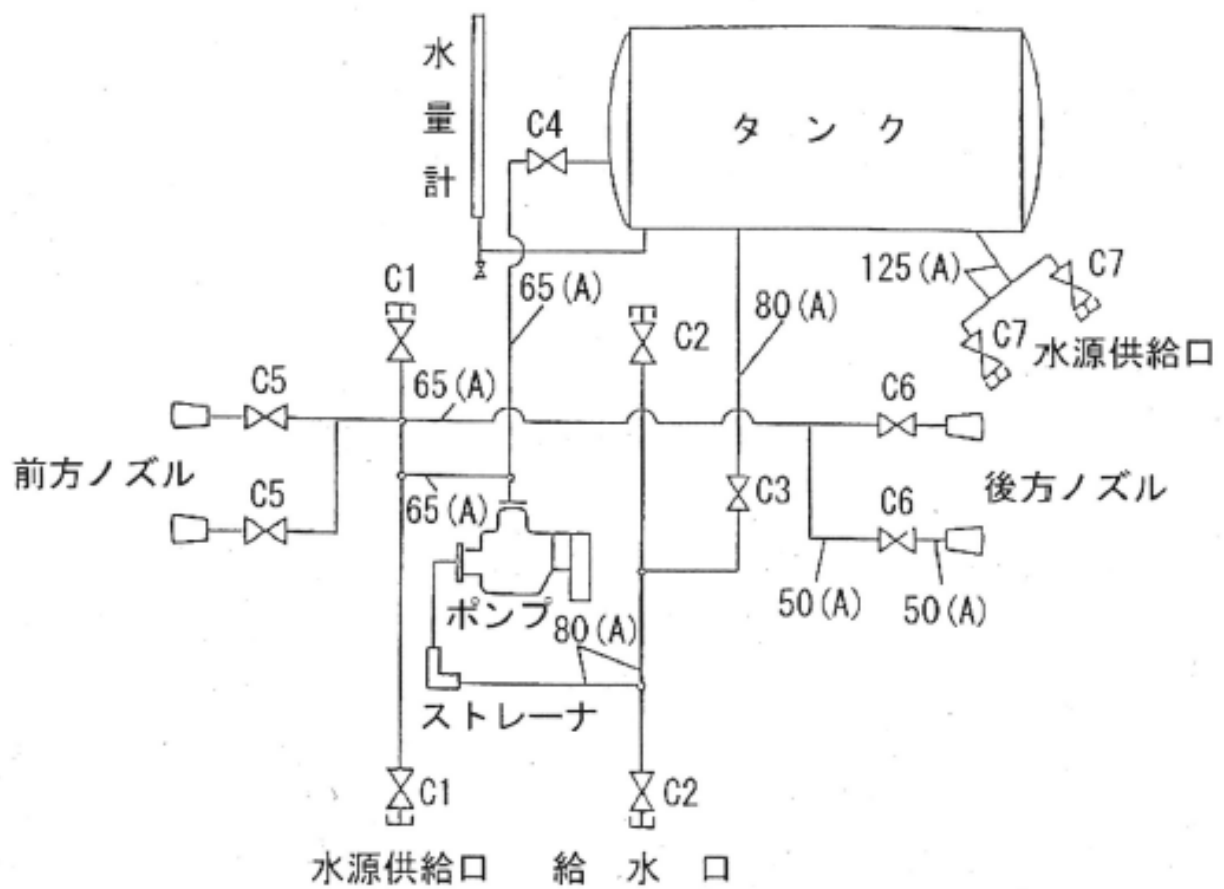 水量計
C4
タンク
125(A)
C7
C1
65(A)
80(A)
C2
C7
水源供給口
C5
65(A)
C6
前方ノズル
C5
65(A)
C3
C6
後方ノズル
ポンプ
80(A)
50(A)
50(A)
ストレーナ
C1
C2
水源供給口
給水口